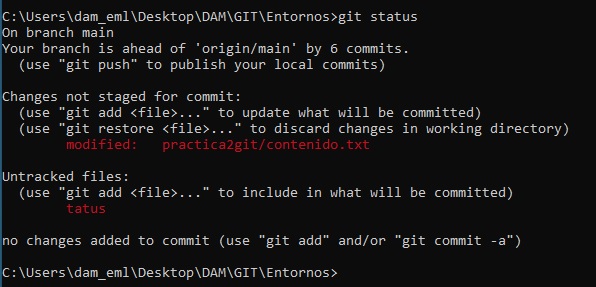 C:\Users\dam_eml\Desktop\DAM\GIT\Entornos>git status
On branch main
Your branch is ahead of 'origin/main' by 6 commits.
  (use "git push" to publish your local commits)

Changes not staged for commit:
  (use "git add <file>..." to update what will be committed)
  (use "git restore <file>..." to discard changes in working directory)
        modified:   practica2git/contenido.txt

Untracked files:
  (use "git add <file>..." to include in what will be committed)
        tatus

no changes added to commit (use "git add" and/or "git commit -a")

C:\Users\dam_eml\Desktop\DAM\GIT\Entornos>